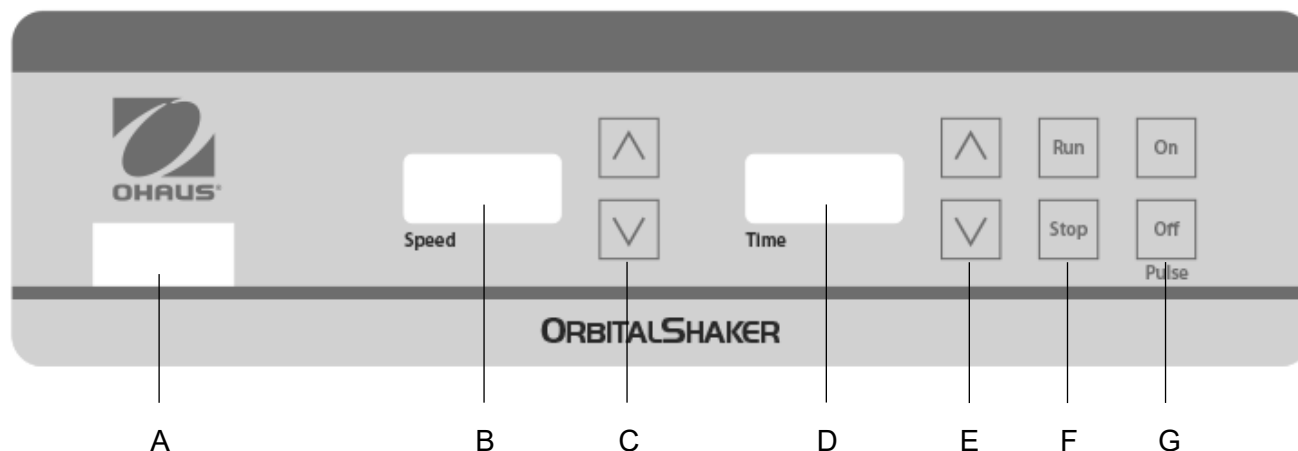 OHAUS®
Speed
Time
Run
On
Stop
Off
Pulse
ORBITALSHAKER
A B C D E F G